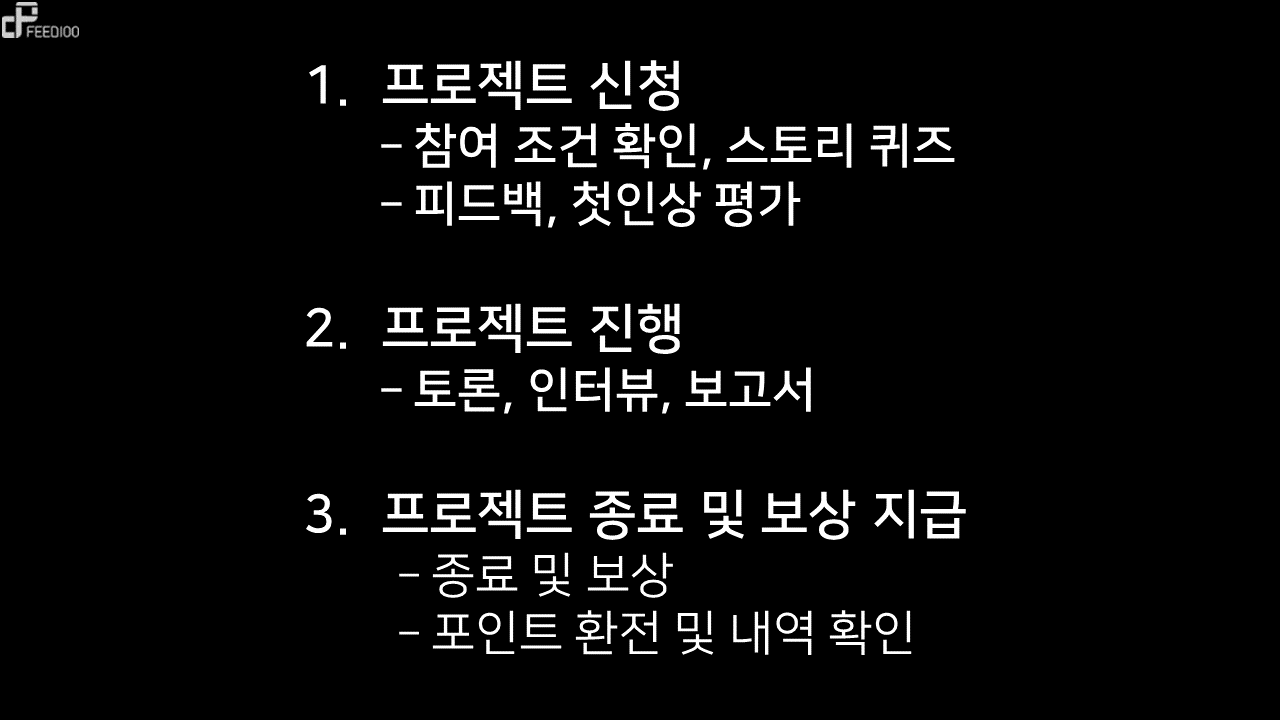 FEED100
1. 프로젝트 신청
- 참여 조건 확인, 스토리 퀴즈
- 피드백, 첫인상 평가
2. 프로젝트 진행
- 토론, 인터뷰, 보고서
3. 프로젝트 종료 및 보상 지급
- 종료 및 보상
- 포인트 환전 및 내역 확인